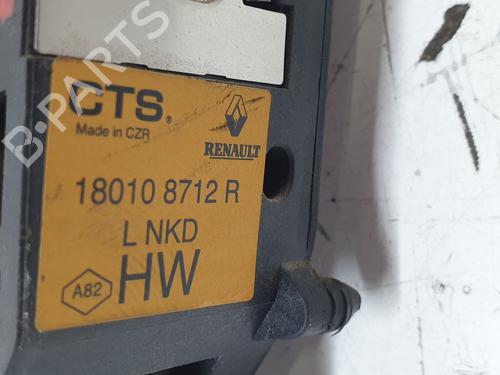 CTS®
Made in CZR
RENAULT
18010 8712 R
L NKD
A82
HW
B-PARTS